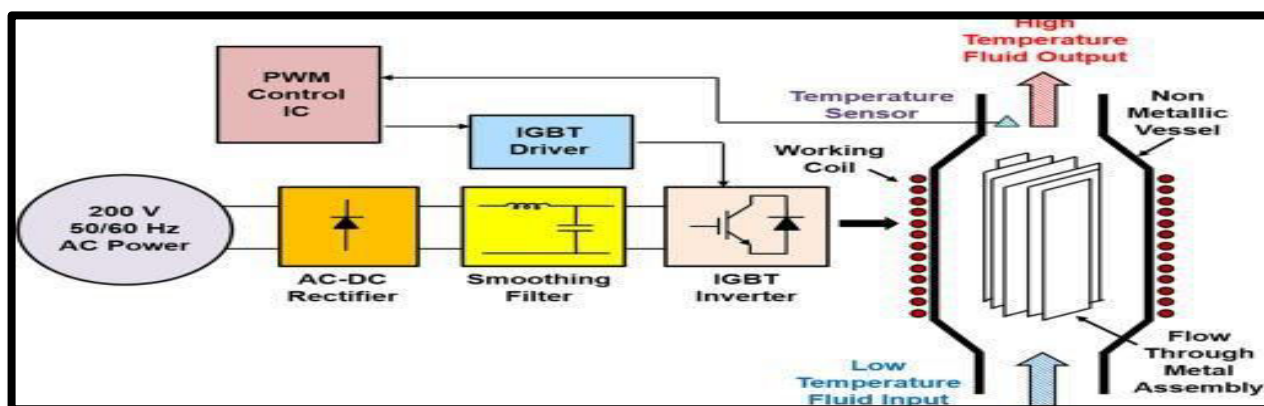 High
Temperature
Fluid Output
PWM
Control
IC
Temperature
Sensor
Non
Metallic
Vessel
IGBT
Driver
Working
Coil
200 V
50/60 Hz
AC Power
AC-DC
Rectifier
Smoothing
Filter
IGBT
Inverter
Flow
Through
Metal
Assembly
Low
Temperature
Fluid Input